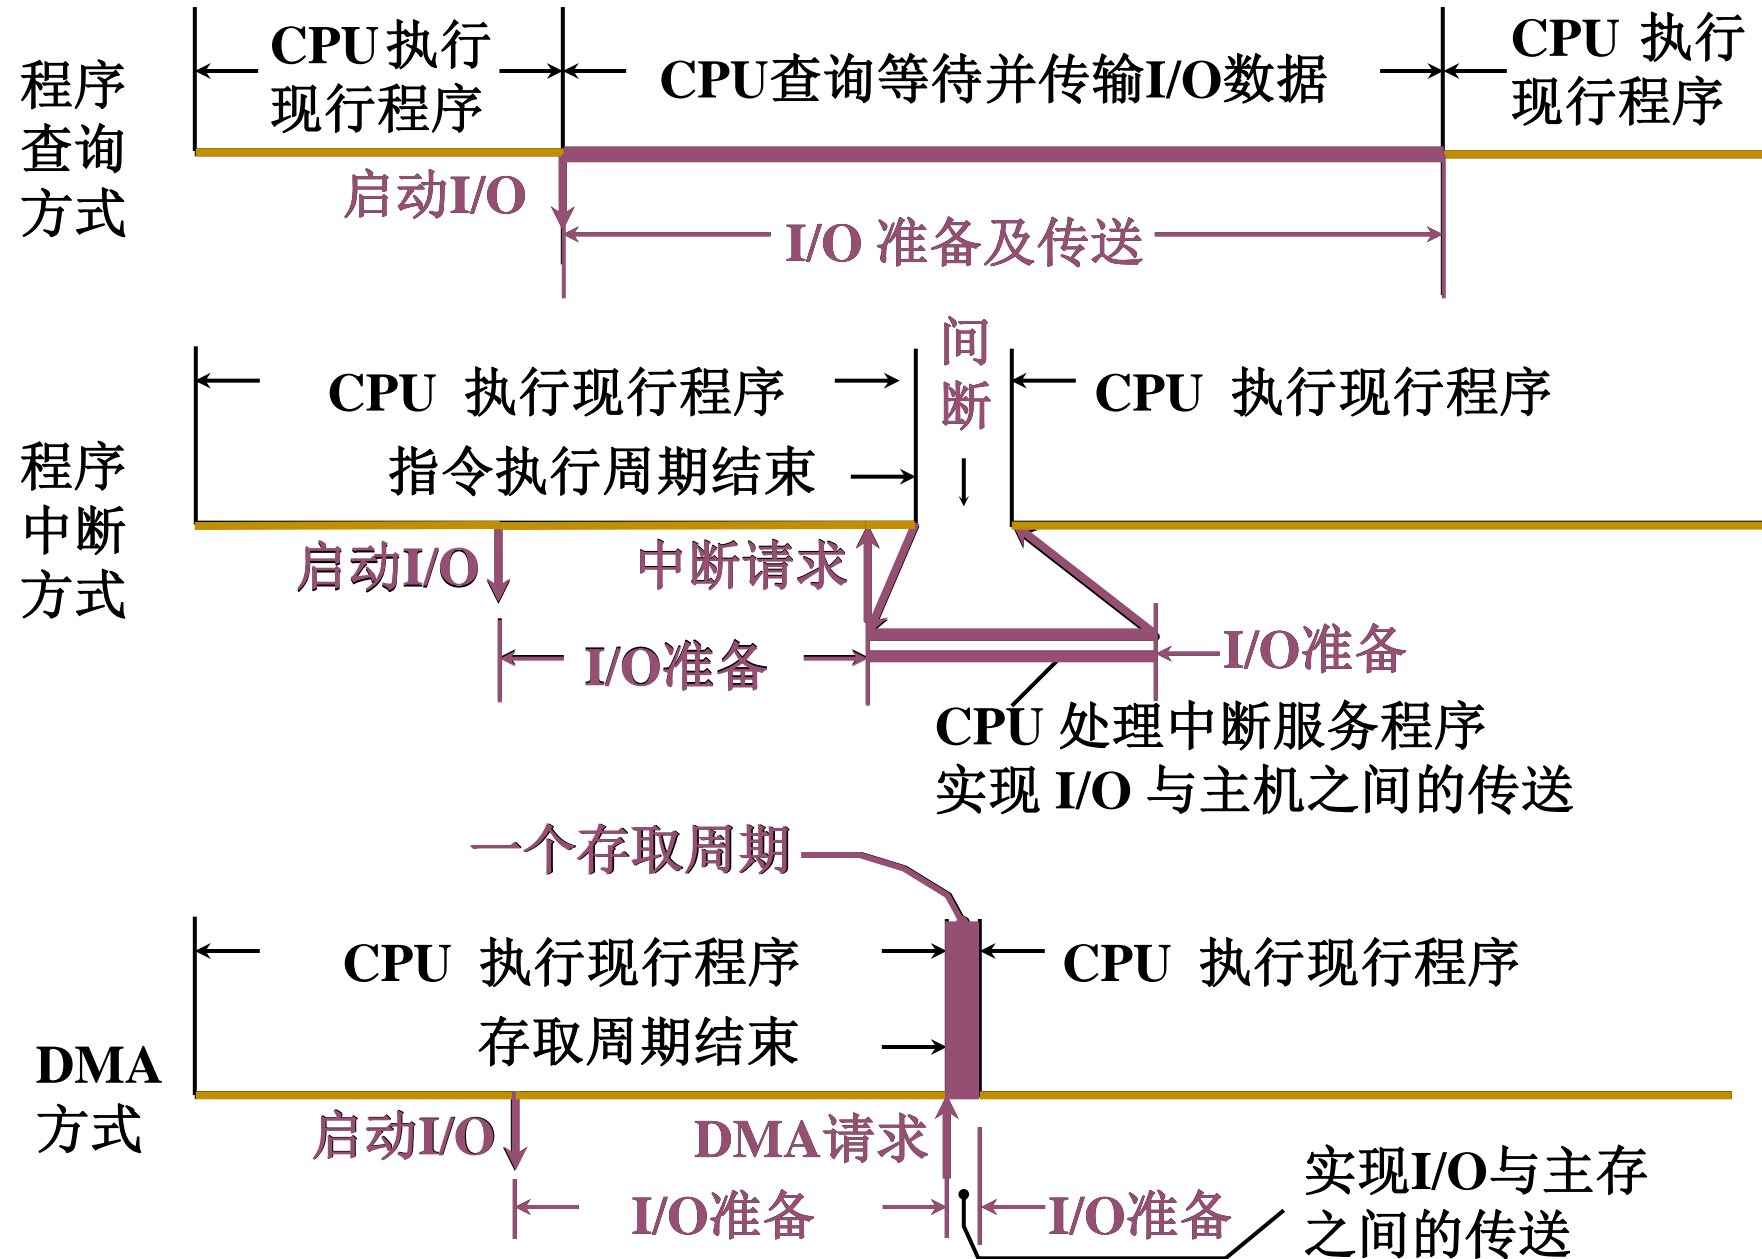 程序
查询
方式
CPU 执行
现行程序
CPU查询等待并传输I/O数据
CPU 执行
现行程序
启动I/O
I/O 准备及传送
程序
中断
方式
CPU 执行现行程序
间
断
CPU 执行现行程序
指令执行周期结束
启动I/O
中断请求
I/O准备
I/O准备
CPU 处理中断服务程序
实现 I/O 与主机之间的传送
DMA
方式
一个存取周期
CPU 执行现行程序
CPU 执行现行程序
存取周期结束
启动I/O
DMA请求
I/O准备
I/O准备
实现I/O与主存
之间的传送